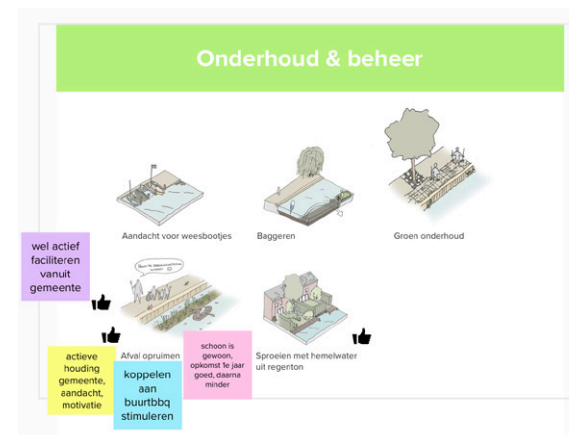 Onderhoud & beheer
Aandacht voor weesbootjes
Baggeren
Groen onderhoud
wel actief
faciliteren
vanuit
gemeente
Afval opruimen
Sproeien met hemelwater
uit regenton
actieve
houding
gemeente,
aandacht,
motivatie
koppelen
aan
buurtbbq
stimuleren
schoon is
gewoon,
opkomst 1e jaar
goed, daarna
minder